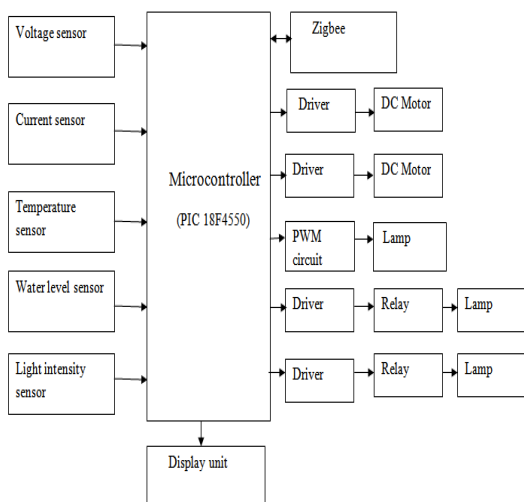 Voltage sensor
Current sensor
Temperature
sensor
Water level sensor
Light intensity
sensor
Microcontroller
(PIC 18F4550)
Zigbee
Driver
DC Motor
Driver
DC Motor
PWM
circuit
Lamp
Driver
Relay
Lamp
Driver
Relay
Lamp
Display unit